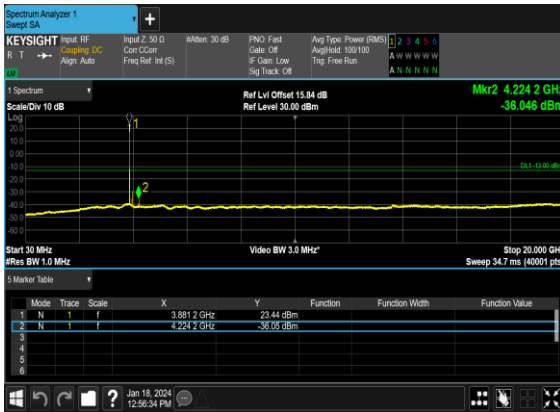 Spectrum Analyzer 1
Swept SA
+
KEYSIGHT Input: RF Input Z: 50 Ω #Atten: 30 dB PNO: Fast Avg Type: Power (RMS) 1 2 3 4 5 6
R T Coupling: DC Corr CCorr Gate: Off Avg|Hold: 100/100 A W W W W W
Align: Auto Freq Ref: Int (S) IF Gain: Low Trig: Free Run
Sig Track: Off A N N N N N
1 Spectrum
Ref Lvl Offset 15.84 dB Mkr2 4.224 2 GHz
Scale/Div 10 dB Ref Level 30.00 dBm -36.046 dBm
Log
20.0
10.0
0.00
-10.0
DL1 -13.00 dBm
-20.0
-30.0
-40.0
-50.0
-60.0
1
2
Start 30 MHz Video BW 3.0 MHz* Stop 20.000 GHz
#Res BW 1.0 MHz Sweep 34.7 ms (40001 pts)
5 Marker Table
Mode Trace Scale X Y Function Function Width Function Value
1 N 1 f 3.881 2 GHz 23.44 dBm
2 N 1 f 4.224 2 GHz -36.05 dBm
3
4
5
6
?
Jan 18, 2024
12:56:34 PM